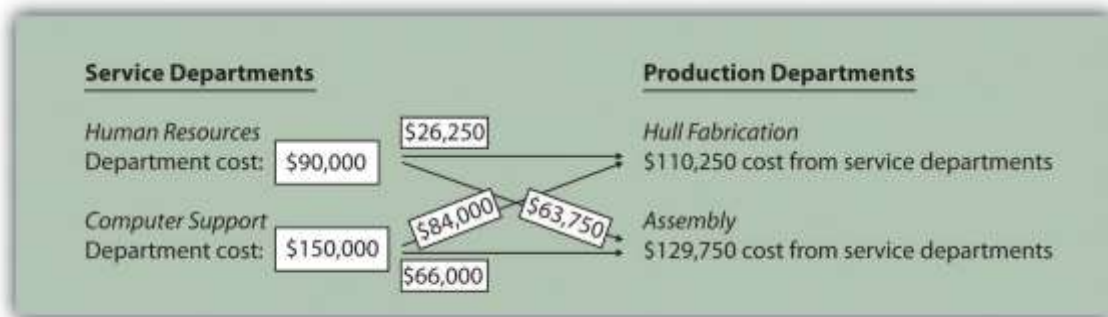 Service Departments
Production Departments
Human Resources
Department cost: $90,000
$26,250
Hull Fabrication
$110,250 cost from service departments
$84,000
$63,750
Computer Support
Department cost: $150,000
$66,000
Assembly
$129,750 cost from service departments